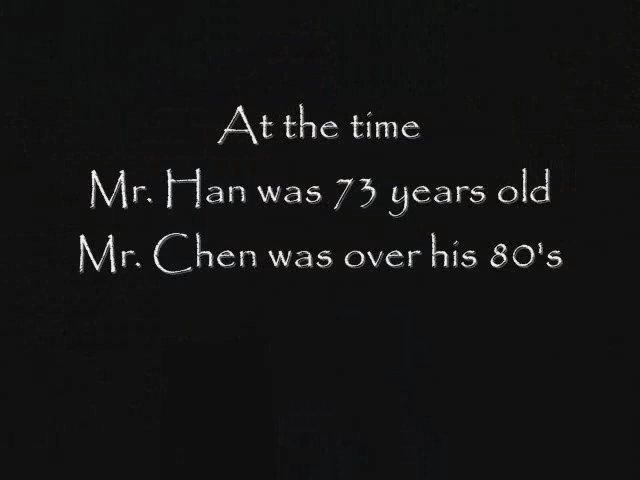 At the time
Mr. Han was 73 years old
Mr. Chen was over his 80's